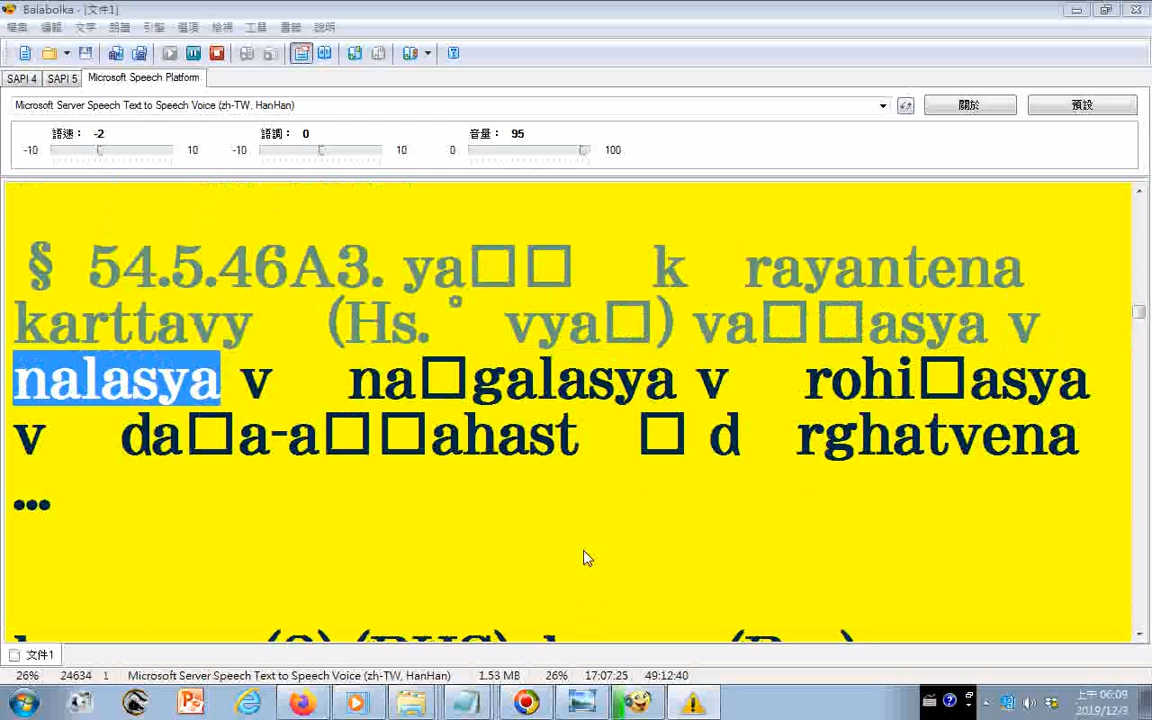 Balabolka - [文件1]
檔案 編輯 文字 朗讀 引擎 選項 檢視 工具 書籤 說明
SAPI 4 SAPI 5 Microsoft Speech Platform
Microsoft Server Speech Text to Speech Voice (zh-TW, HanHan) 關於 預設
語速： -2 語調： 0 音量： 95
-10 10 -10 10 0 100
§ 54.5.46A3. ya□□ k rayantena
karttavy (Hs. ° vya□) va□□asya v
nalasya v na□galasya v rohi□asya
v da□a-a□□ahast □ d rghatvena
...
文件1
26% 24634 1 Microsoft Server Speech Text to Speech Voice (zh-TW, HanHan) 1.53 MB 26% 17:07:25 49:12:40
上午 06:09
2019/12/3